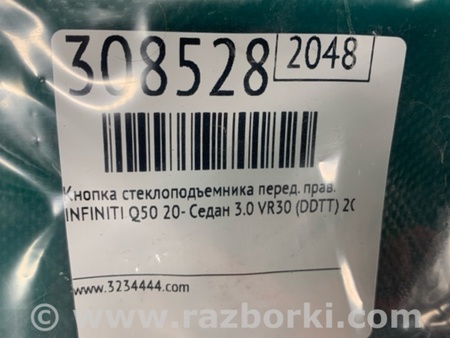 308528 2048
Кнопка стеклоподъемника перед. прав.
INFINITI Q50 20- Седан 3.0 VR30 (DDTT) 20
www.3234444.com
www.razborki.com